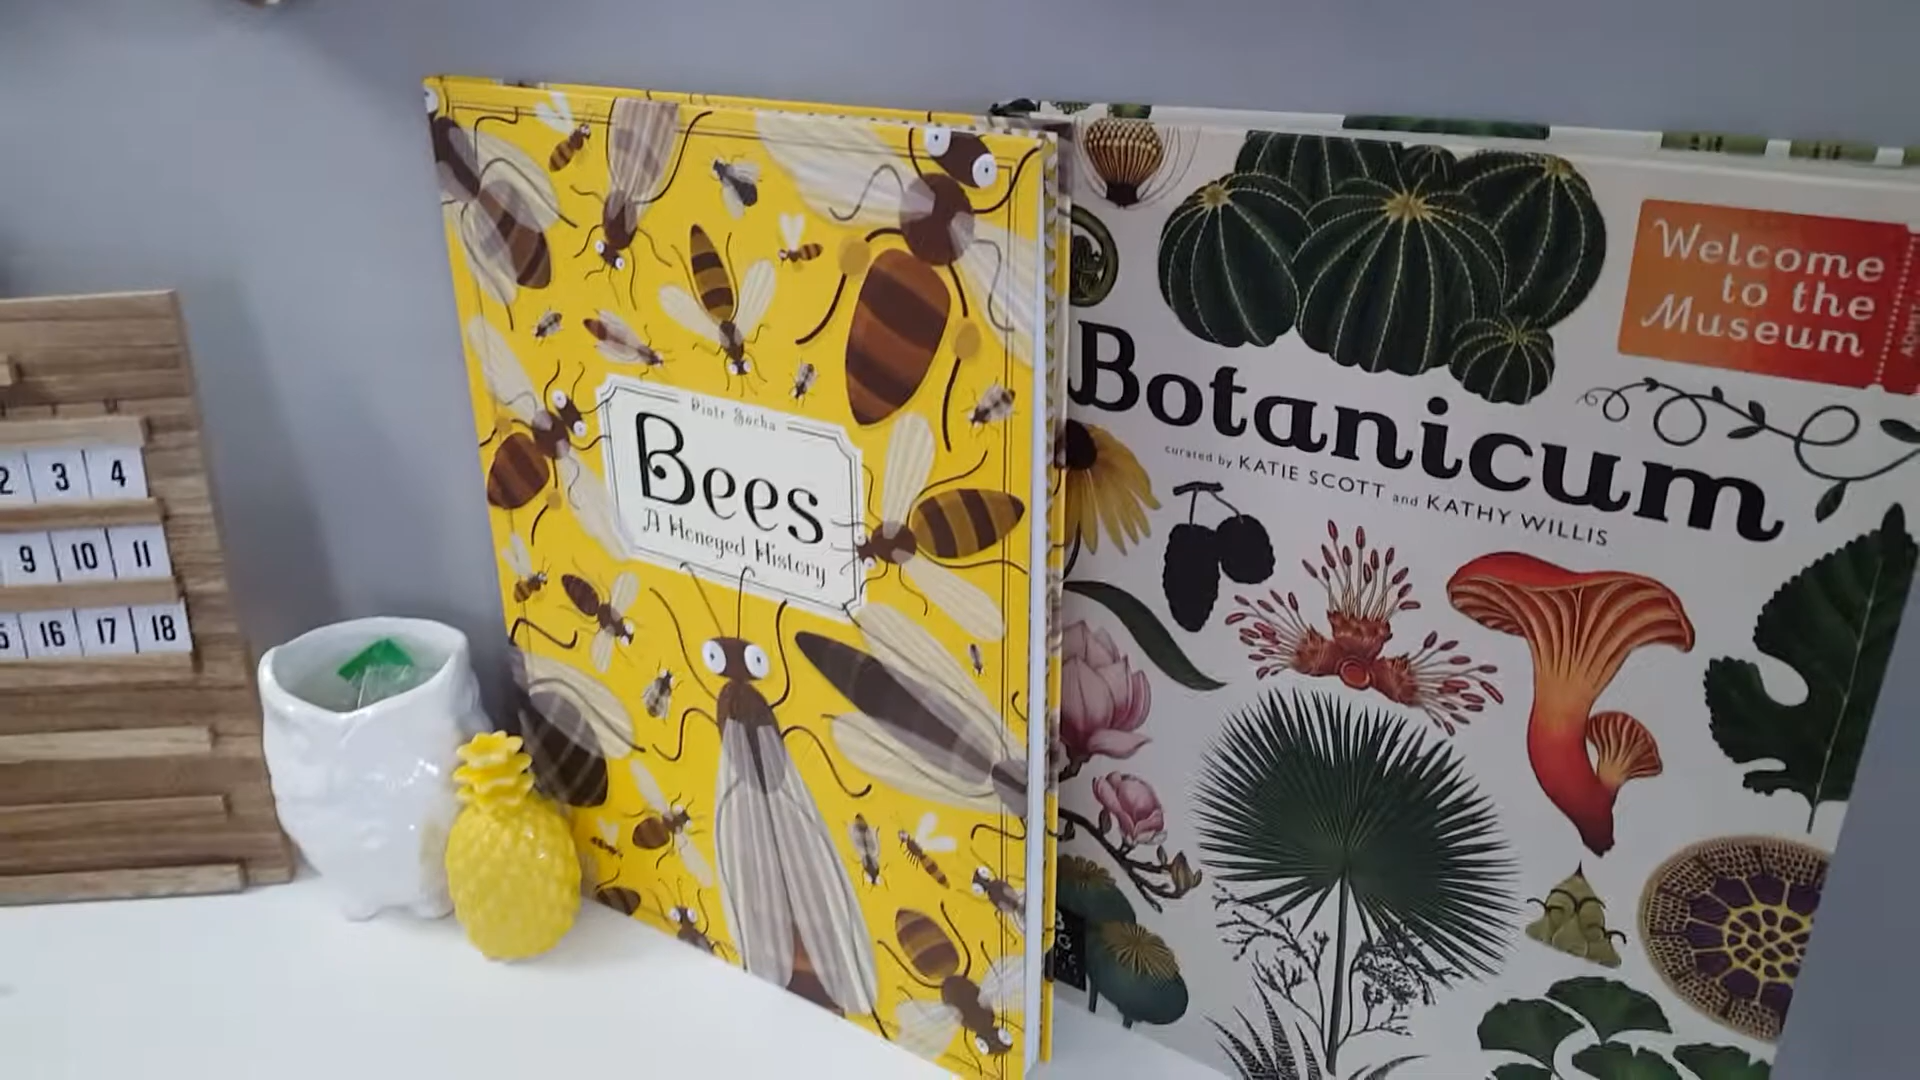 2 3 4
9 10 11
16 17 18
Piotr Socha
Bees
A Honeyed History
Welcome
to the
Museum
Botanicum
curated by KATIE SCOTT and KATHY WILLIS